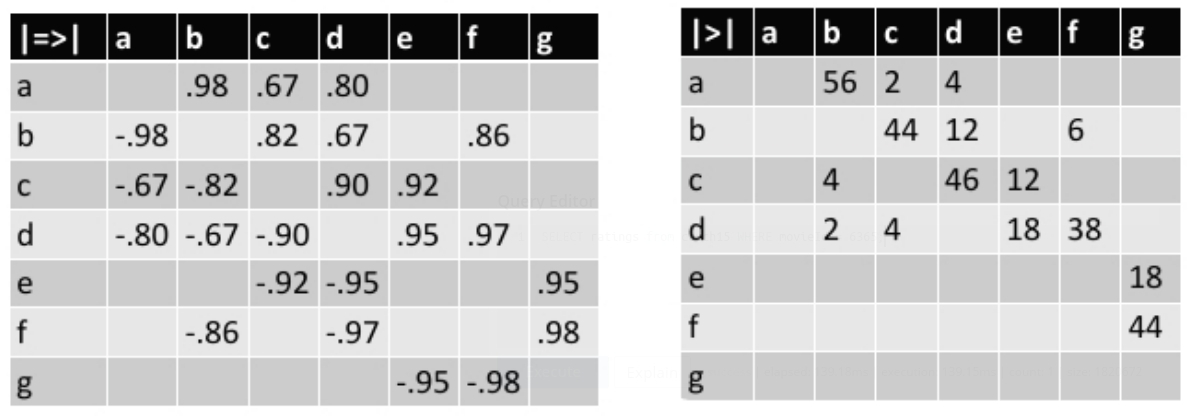 |=>| a b c d e f g
a .98 .67 .80
b -.98 .82 .67 .86
c -.67 -.82 .90 .92
d -.80 -.67 -.90 .95 .97
e -.92 -.95 .95
f -.86 -.97 .98
g -.95 -.98
|>| a b c d e f g
a 56 2 4
b 44 12 6
c 4 46 12
d 2 4 18 38
e 18
f 44
g
Query Editor